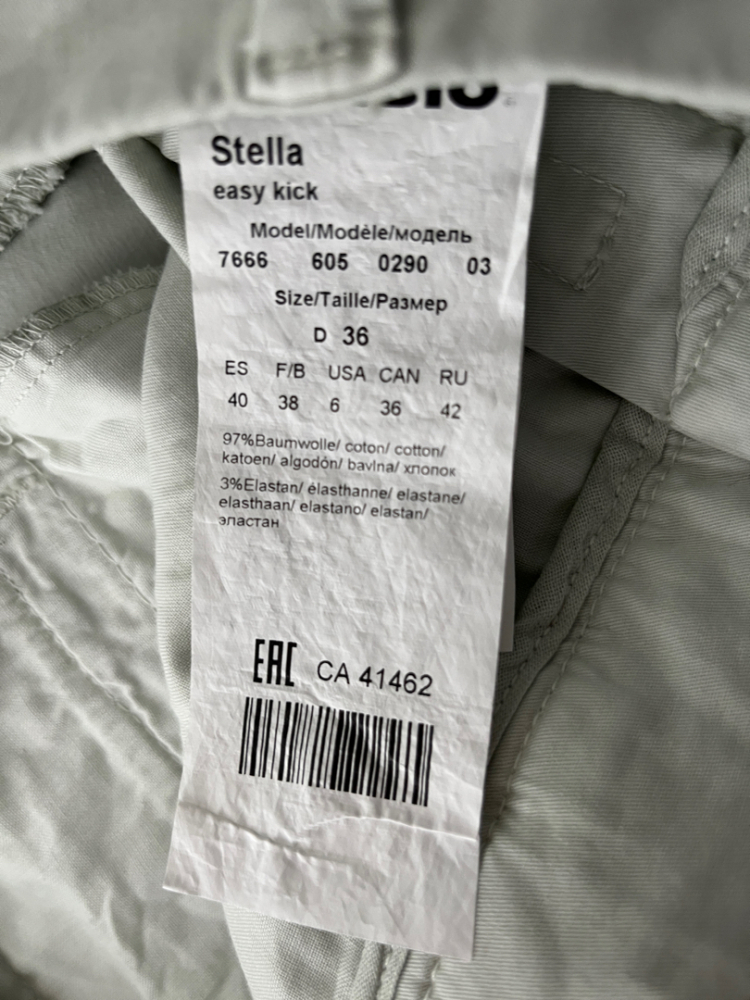 Stella
easy kick
Model/Modèle/модель
7666 605 0290 03
Size/Taille/Размер
D 36
ES F/B USA CAN RU
40 38 6 36 42
97%Baumwolle/ coton/ cotton/
katoen/ algodón/ bavlna/ хлопок
3%Elastan/ élasthanne/ elastane/
elasthaan/ elastano/ elastan/
эластан
EAC CA 41462